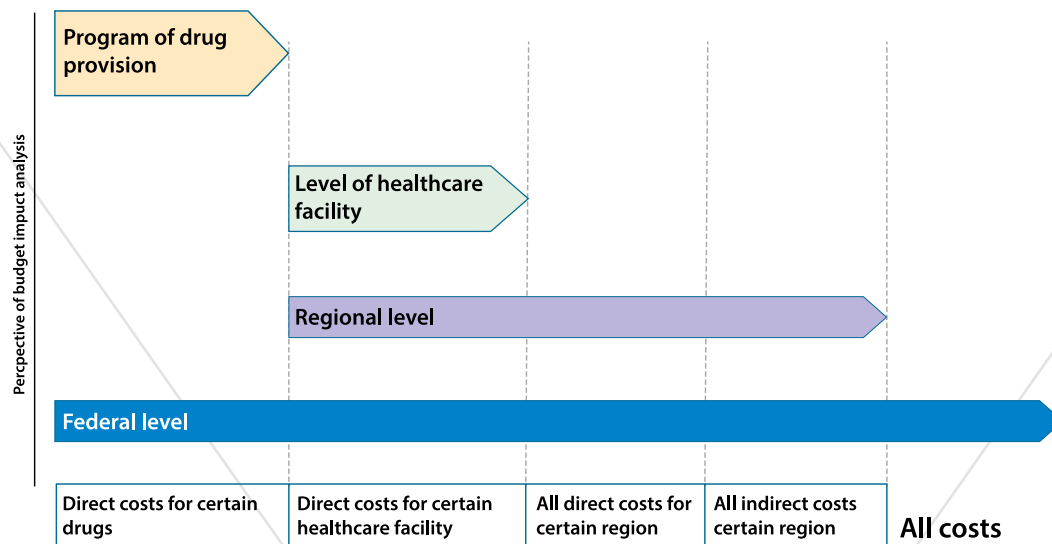 Program of drug
provision
Level of healthcare
facility
Regional level
Federal level
Percpective of budget impuct analysis
Direct costs for certain
drugs
Direct costs for certain
healthcare facility
All direct costs for
certain region
All indirect costs
certain region
All costs